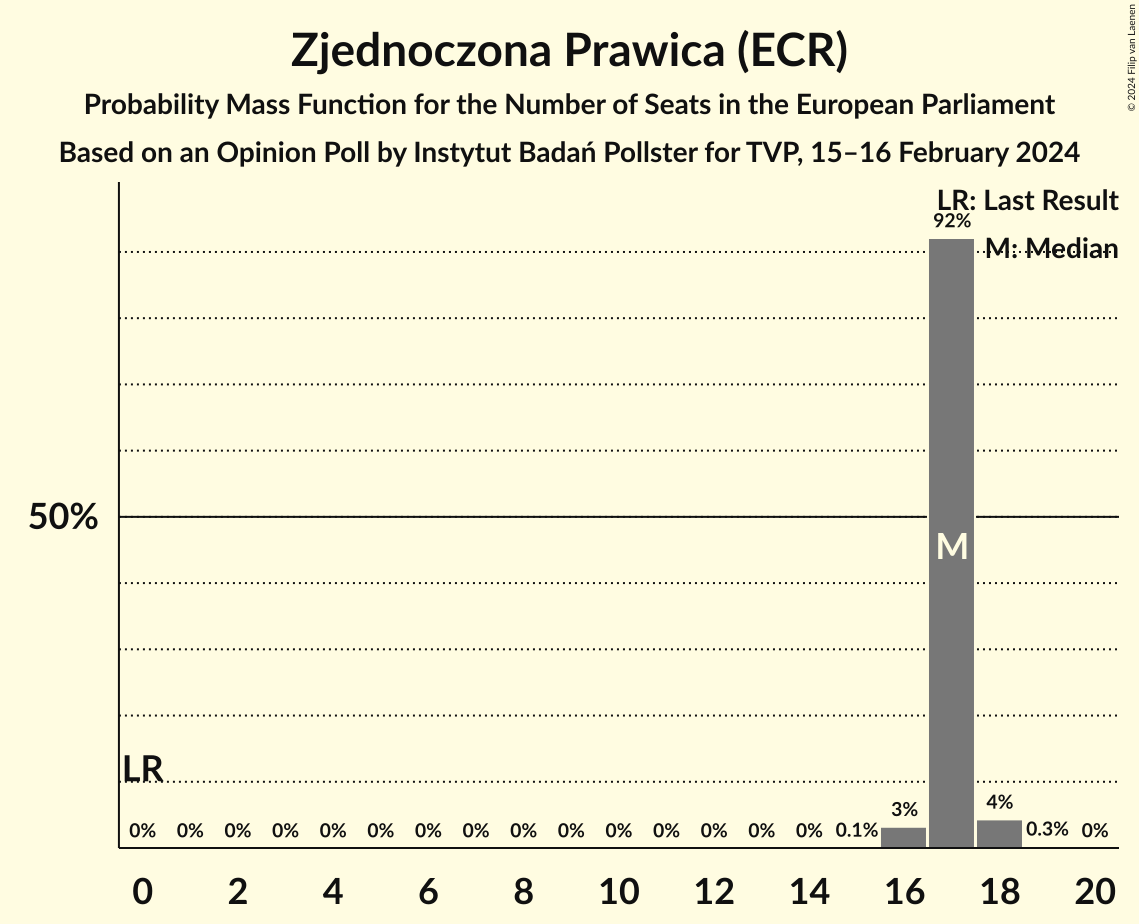 Zjednoczona Prawica (ECR)
Probability Mass Function for the Number of Seats in the European Parliament
Based on an Opinion Poll by Instytut Badań Pollster for TVP, 15–16 February 2024
© 2024 Filip van Laenen
LR: Last Result
92%
M: Median
50%
M
LR
0% 0% 0% 0% 0% 0% 0% 0% 0% 0% 0% 0% 0% 0% 0% 0.1% 3% 4% 0.3% 0%
0 2 4 6 8 10 12 14 16 18 20